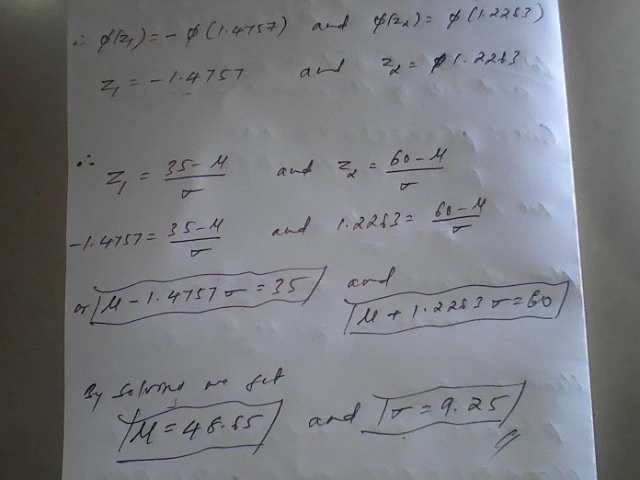 ∴ φ(z₁) = -φ(1.4757) and φ(z₂) = φ(1.2283)
z₁ = -1.4757 and z₂ = 1.2283
∴ z₁ = (35-M)/σ and z₂ = (60-M)/σ
-1.4757 = (35-M)/σ and 1.2283 = (60-M)/σ
or M - 1.4757 σ = 35 and
M + 1.2283 σ = 60
By solving we get
M = 48.65 and σ = 9.25